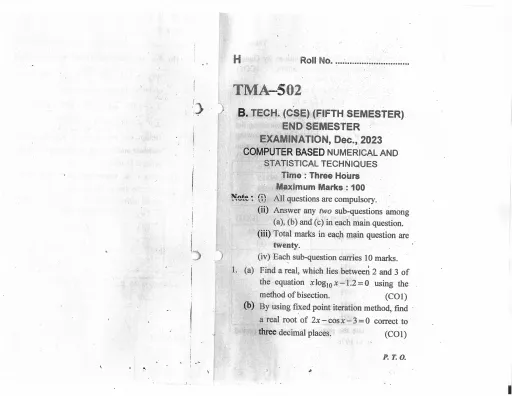 H Roll No. ..............................
TMA–502
B. TECH. (CSE) (FIFTH SEMESTER)
END SEMESTER
EXAMINATION, Dec., 2023
COMPUTER BASED NUMERICAL AND
STATISTICAL TECHNIQUES
Time : Three Hours
Maximum Marks : 100
Note : (i) All questions are compulsory.
(ii) Answer any two sub-questions among
(a), (b) and (c) in each main question.
(iii) Total marks in each main question are
twenty.
(iv) Each sub-question carries 10 marks.
1. (a) Find a real, which lies between 2 and 3 of
the equation x log₁₀ x – 1.2 = 0 using the
method of bisection. (CO1)
(b) By using fixed point iteration method, find
a real root of 2x – cos x – 3 = 0 correct to
three decimal places. (CO1)
P. T. O.